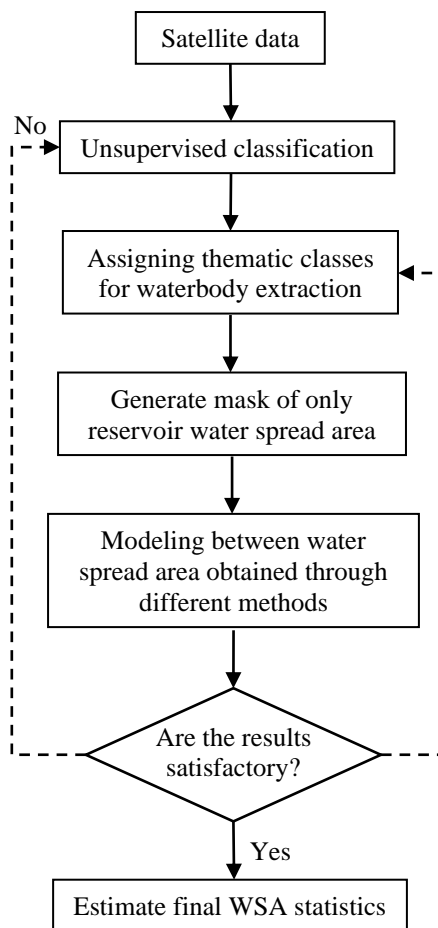 Satellite data
No
Unsupervised classification
Assigning thematic classes
for waterbody extraction
Generate mask of only
reservoir water spread area
Modeling between water
spread area obtained through
different methods
Are the results
satisfactory?
Yes
Estimate final WSA statistics